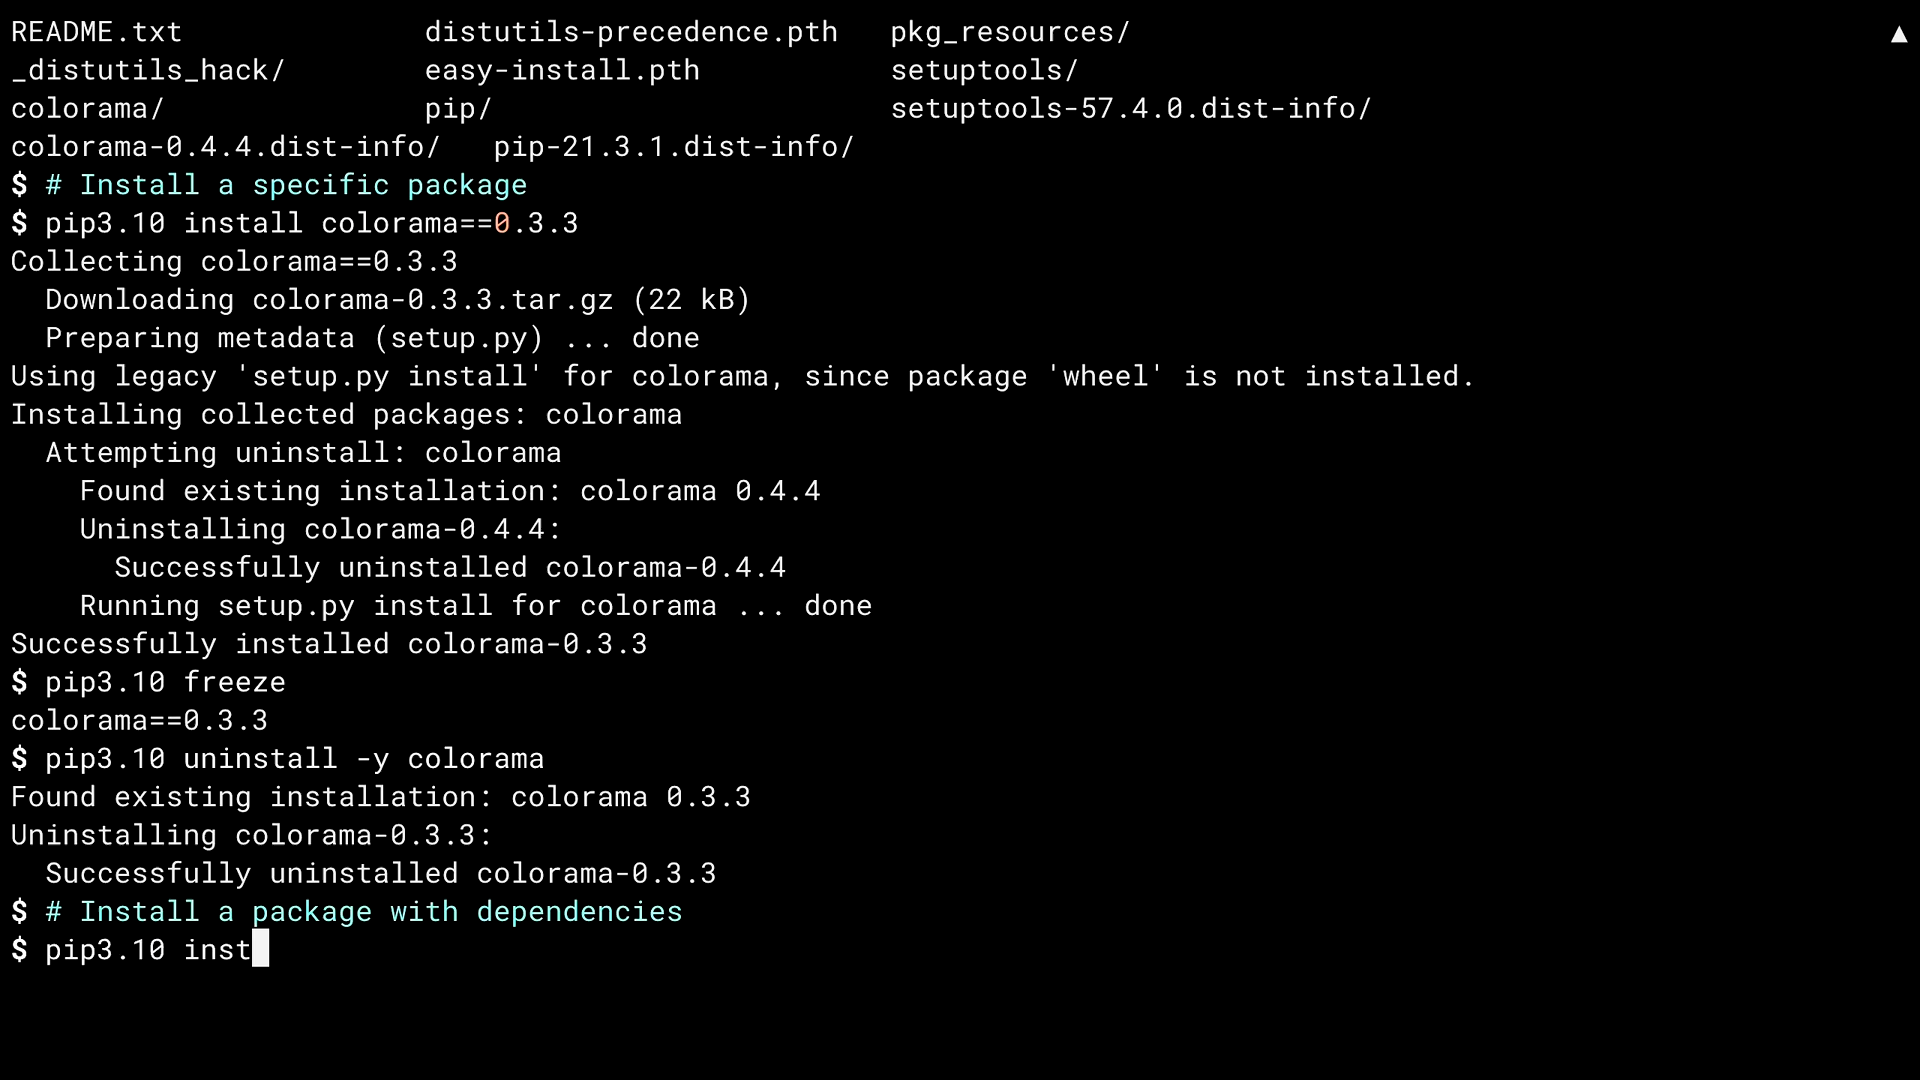 README.txt distutils-precedence.pth pkg_resources/ ▲
_distutils_hack/ easy-install.pth setuptools/
colorama/ pip/ setuptools-57.4.0.dist-info/
colorama-0.4.4.dist-info/ pip-21.3.1.dist-info/
$ # Install a specific package
$ pip3.10 install colorama==0.3.3
Collecting colorama==0.3.3
  Downloading colorama-0.3.3.tar.gz (22 kB)
  Preparing metadata (setup.py) ... done
Using legacy 'setup.py install' for colorama, since package 'wheel' is not installed.
Installing collected packages: colorama
  Attempting uninstall: colorama
    Found existing installation: colorama 0.4.4
    Uninstalling colorama-0.4.4:
      Successfully uninstalled colorama-0.4.4
    Running setup.py install for colorama ... done
Successfully installed colorama-0.3.3
$ pip3.10 freeze
colorama==0.3.3
$ pip3.10 uninstall -y colorama
Found existing installation: colorama 0.3.3
Uninstalling colorama-0.3.3:
  Successfully uninstalled colorama-0.3.3
$ # Install a package with dependencies
$ pip3.10 inst